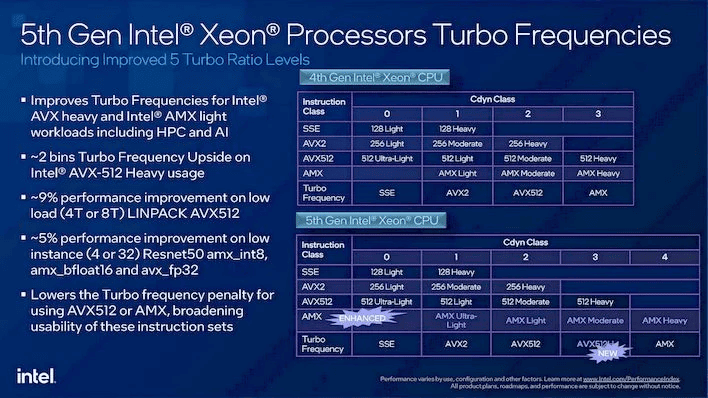 5th Gen Intel® Xeon® Processors Turbo Frequencies
Introducing Improved 5 Turbo Ratio Levels
▪ Improves Turbo Frequencies for Intel®
AVX heavy and Intel® AMX light
workloads including HPC and AI
▪ ~2 bins Turbo Frequency Upside on
Intel® AVX-512 Heavy usage
▪ ~9% performance improvement on low
load (4T or 8T) LINPACK AVX512
▪ ~5% performance improvement on low
instance (4 or 32) Resnet50 amx_int8,
amx_bfloat16 and avx_fp32
▪ Lowers the Turbo frequency penalty for
using AVX512 or AMX, broadening
usability of these instruction sets
4th Gen Intel® Xeon® CPU
Instruction Class Cdyn Class
0 1 2 3
SSE 128 Light 128 Heavy
AVX2 256 Light 256 Moderate 256 Heavy
AVX512 512 Ultra-Light 512 Light 512 Moderate 512 Heavy
AMX AMX Light AMX Moderate AMX Heavy
Turbo Frequency SSE AVX2 AVX512 AMX
5th Gen Intel® Xeon® CPU
Instruction Class Cdyn Class
0 1 2 3 4
SSE 128 Light 128 Heavy
AVX2 256 Light 256 Moderate 256 Heavy
AVX512 512 Ultra-Light 512 Light 512 Moderate 512 Heavy
AMX ENHANCED AMX Ultra-Light AMX Light AMX Moderate AMX Heavy
Turbo Frequency SSE AVX2 AVX512 AMX
NEW
intel.
Performance varies by use, configuration and other factors. Learn more at www.intel.com/PerformanceIndex.
All product plans, roadmaps, and performance are subject to change without notice.